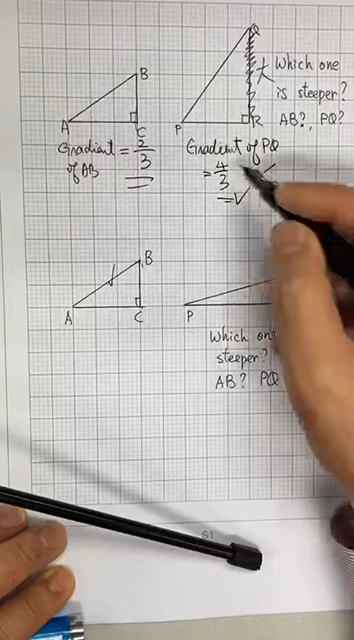 Q
B
A
C
P
R
Which one
is steeper?
AB?, PQ?
Gradient = 2/3
of AB
Gradient of PQ
= 4/3
=
B
A
C
P
Which one
steeper?
AB? PQ
S1